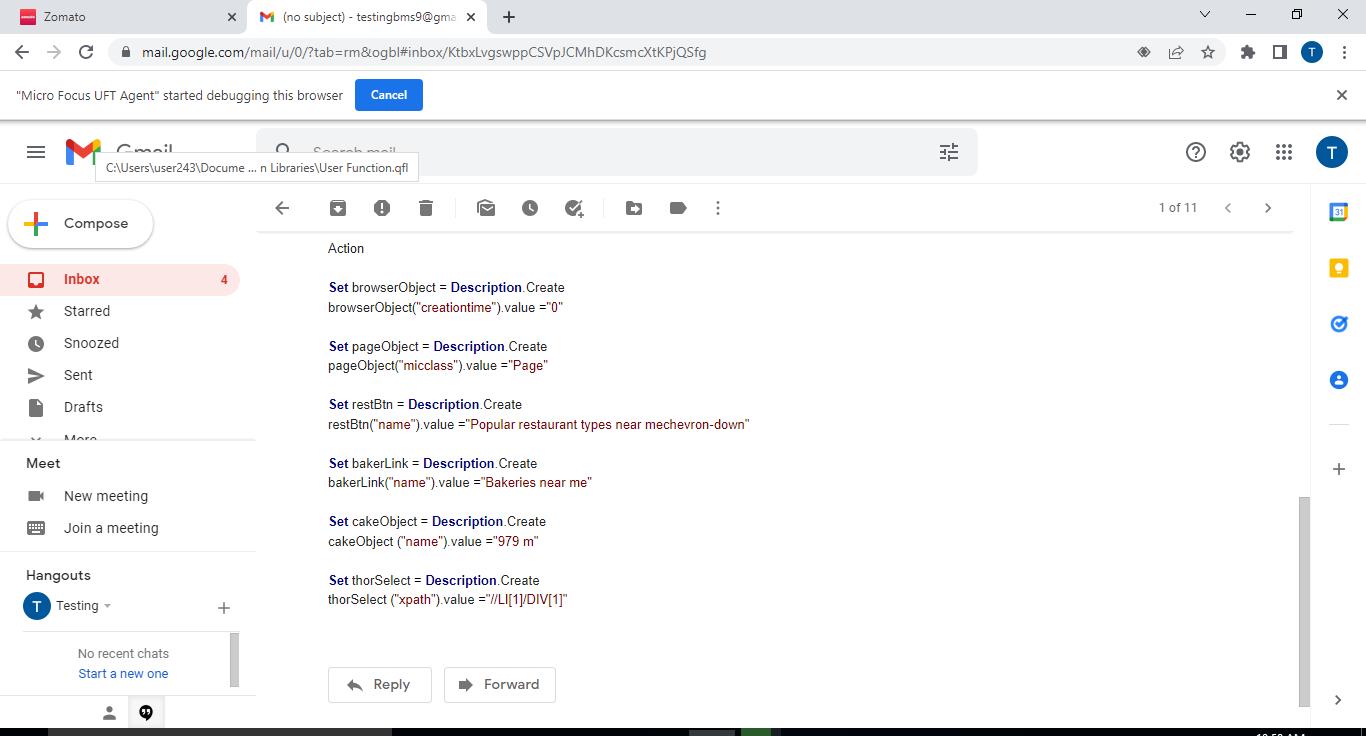 Zomato
(no subject) - testingbms9@gma
mail.google.com/mail/u/0/?tab=rm&ogbl#inbox/KtbxLvgswppCSVpJCMhDKcsmcXtKPjQSfg
T
"Micro Focus UFT Agent" started debugging this browser
Cancel
Gmail
Search mail
T
C:\Users\user243\Docume ... n Libraries\User Function.qfl
Compose
1 of 11
31
Inbox 4
Starred
Snoozed
Sent
Drafts
More
Meet
New meeting
Join a meeting
Hangouts
T Testing
No recent chats
Start a new one
Action
Set browserObject = Description.Create
browserObject("creationtime").value ="0"
Set pageObject = Description.Create
pageObject("micclass").value ="Page"
Set restBtn = Description.Create
restBtn("name").value ="Popular restaurant types near mechevron-down"
Set bakerLink = Description.Create
bakerLink("name").value ="Bakeries near me"
Set cakeObject = Description.Create
cakeObject ("name").value ="979 m"
Set thorSelect = Description.Create
thorSelect ("xpath").value ="//LI[1]/DIV[1]"
Reply
Forward